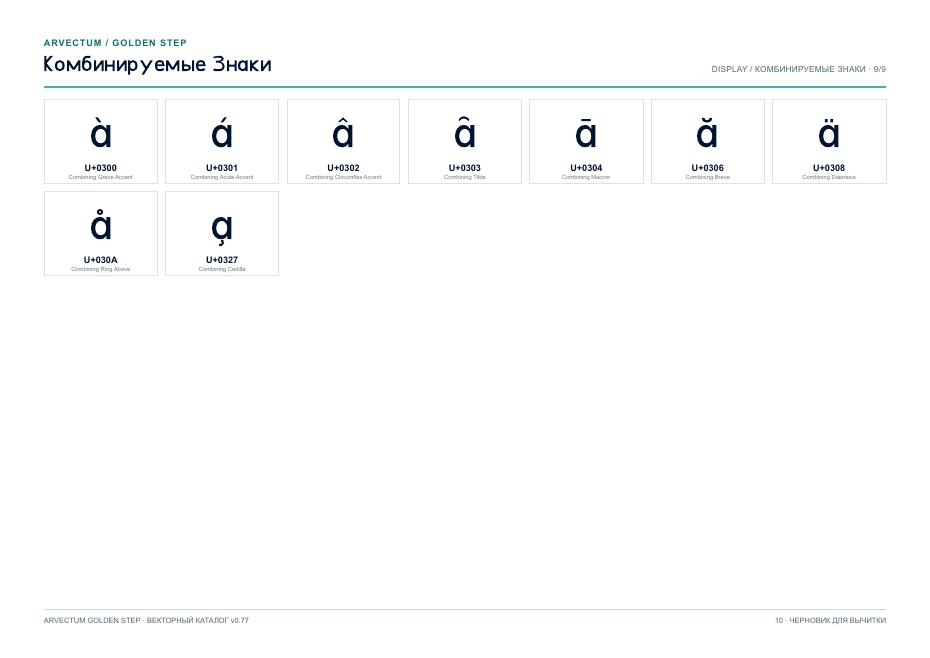 ARVECTUM / GOLDEN STEP
Комбинируемые Знаки
DISPLAY / КОМБИНИРУЕМЫЕ ЗНАКИ · 9/9
à á â ȃ ā ă ä
U+0300 U+0301 U+0302 U+0303 U+0304 U+0306 U+0308
Combining Grave Accent Combining Acute Accent Combining Circumflex Accent Combining Tilde Combining Macron Combining Breve Combining Diaeresis
å a̧
U+030A U+0327
Combining Ring Above Combining Cedilla
ARVECTUM GOLDEN STEP · ВЕКТОРНЫЙ КАТАЛОГ v0.77
10 · ЧЕРНОВИК ДЛЯ ВЫЧИТКИ